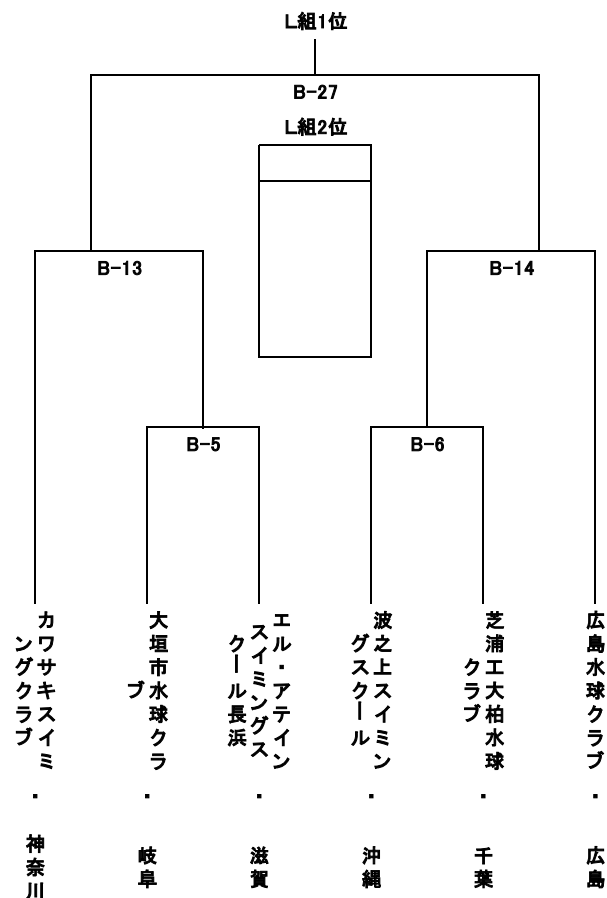 L組1位
B-27
L組2位
B-13
B-14
B-5
B-6
カワサキスイミ
ングクラブ
・
神奈川
大垣市水球クラ
ブ
・
岐阜
エル・アテイン
スイミングス
クール長浜
・
滋賀
波之上スイミン
グスクール
・
沖縄
芝浦工大柏水球
クラブ
・
千葉
広島水球クラブ
・
広島